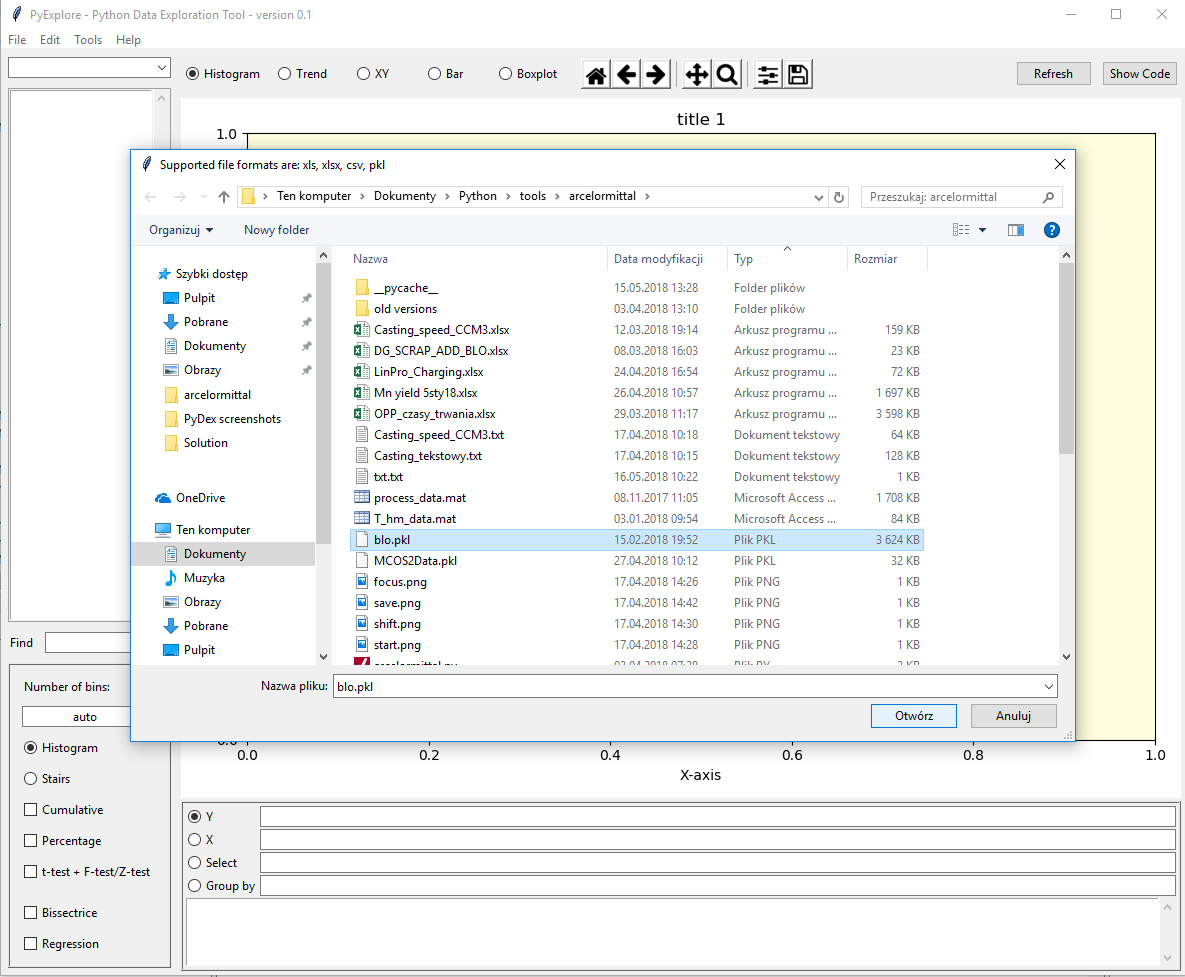 PyExplore - Python Data Exploration Tool - version 0.1
File Edit Tools Help
Histogram Trend XY Bar Boxplot Refresh Show Code
title 1
1.0
Supported file formats are: xls, xlsx, csv, pkl
Ten komputer Dokumenty Python tools arcelormittal Przeszukaj: arcelormittal
Organizuj Nowy folder
Szybki dostęp
Pulpit
Pobrane
Dokumenty
Obrazy
arcelormittal
PyDex screenshots
Solution
OneDrive
Ten komputer
Dokumenty
Muzyka
Obrazy
Pobrane
Pulpit
Nazwa Data modyfikacji Typ Rozmiar
__pycache__ 15.05.2018 13:28 Folder plików
old versions 03.04.2018 13:10 Folder plików
Casting_speed_CCM3.xlsx 12.03.2018 19:14 Arkusz programu ... 159 KB
DG_SCRAP_ADD_BLO.xlsx 08.03.2018 16:03 Arkusz programu ... 23 KB
LinPro_Charging.xlsx 24.04.2018 16:54 Arkusz programu ... 72 KB
Mn yield 5sty18.xlsx 26.04.2018 10:57 Arkusz programu ... 1 697 KB
OPP_czasy_trwania.xlsx 29.03.2018 11:17 Arkusz programu ... 3 598 KB
Casting_speed_CCM3.txt 17.04.2018 10:18 Dokument tekstowy 64 KB
Casting_tekstowy.txt 17.04.2018 10:15 Dokument tekstowy 128 KB
txt.txt 16.05.2018 10:22 Dokument tekstowy 1 KB
process_data.mat 08.11.2017 11:05 Microsoft Access ... 1 708 KB
T_hm_data.mat 03.01.2018 09:54 Microsoft Access ... 84 KB
blo.pkl 15.02.2018 19:52 Plik PKL 3 624 KB
MCOS2Data.pkl 27.04.2018 10:12 Plik PKL 32 KB
focus.png 17.04.2018 14:26 Plik PNG 1 KB
save.png 17.04.2018 14:42 Plik PNG 1 KB
shift.png 17.04.2018 14:30 Plik PNG 1 KB
start.png 17.04.2018 14:28 Plik PNG 1 KB
Nazwa pliku: blo.pkl
Otwórz Anuluj
Find
Number of bins:
auto
Histogram
Stairs
Cumulative
Percentage
t-test + F-test/Z-test
Bissectrice
Regression
0.0 0.2 0.4 0.6 0.8 1.0
X-axis
Y
X
Select
Group by